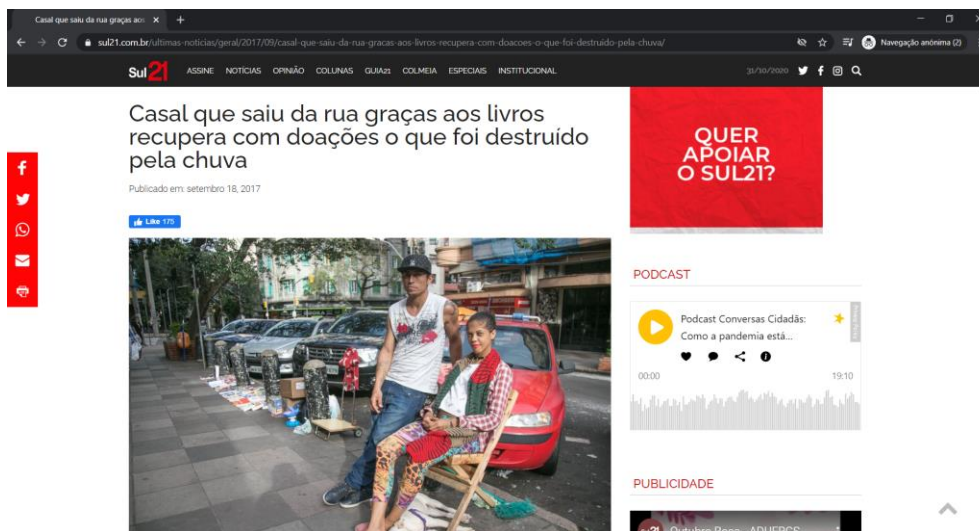 Casal que saiu da rua graças aos
sul21.com.br/ultimas-noticias/geral/2017/09/casal-que-saiu-da-rua-gracas-aos-livros-recupera-com-doacoes-o-que-foi-destruido-pela-chuva/
Navegação anônima (2)
Sul21
ASSINE NOTÍCIAS OPINIÃO COLUNAS GUIA21 COLMEIA ESPECIAIS INSTITUCIONAL
31/10/2020
Casal que saiu da rua graças aos livros
recupera com doações o que foi destruído
pela chuva
Publicado em: setembro 18, 2017
Like 175
QUER
APOIAR
O SUL21?
PODCAST
Podcast Conversas Cidadãs:
Como a pandemia está...
00:00 19:10
PUBLICIDADE
Outubro Rosa - ADUFRGS